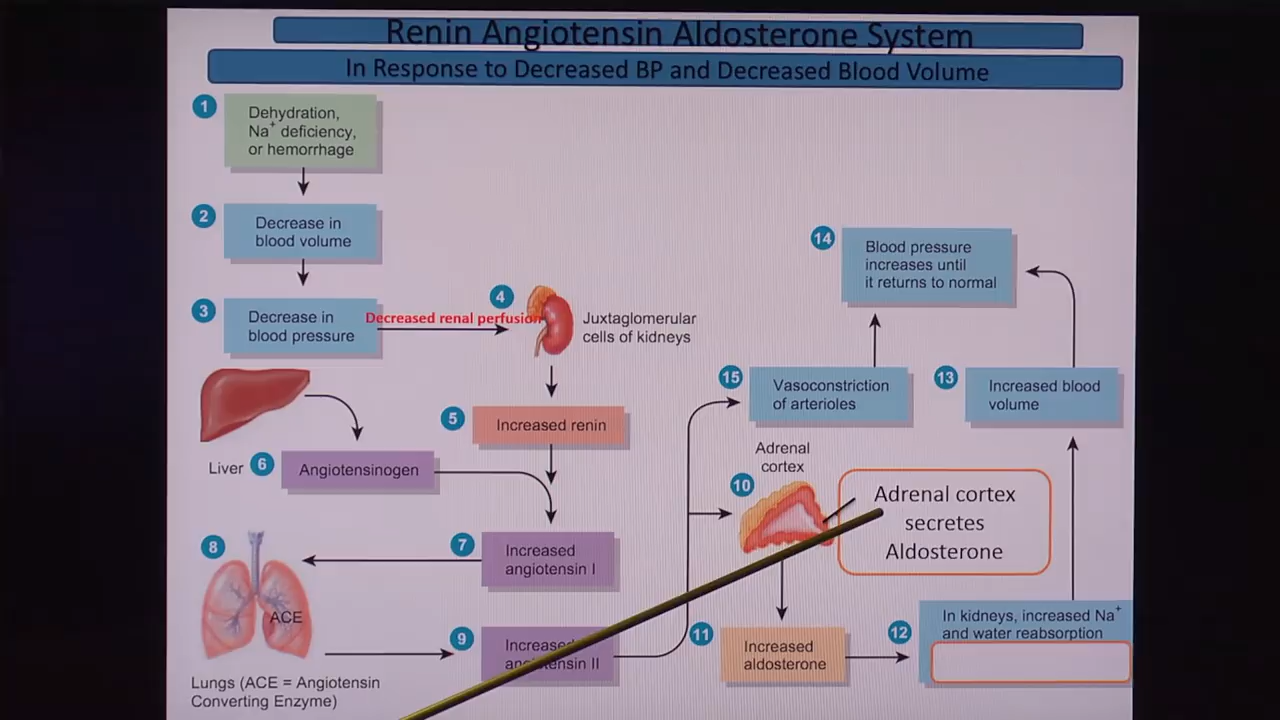 Renin Angiotensin Aldosterone System
In Response to Decreased BP and Decreased Blood Volume
1
Dehydration,
Na+ deficiency,
or hemorrhage
2
Decrease in
blood volume
3
Decrease in
blood pressure
Decreased renal perfusion
4
Juxtaglomerular
cells of kidneys
5
Increased renin
Liver
6
Angiotensinogen
7
Increased
angiotensin I
8
ACE
Lungs (ACE = Angiotensin
Converting Enzyme)
9
Increased
angiotensin II
10
Adrenal
cortex
Adrenal cortex
secretes
Aldosterone
11
Increased
aldosterone
12
In kidneys, increased Na+
and water reabsorption
13
Increased blood
volume
14
Blood pressure
increases until
it returns to normal
15
Vasoconstriction
of arterioles